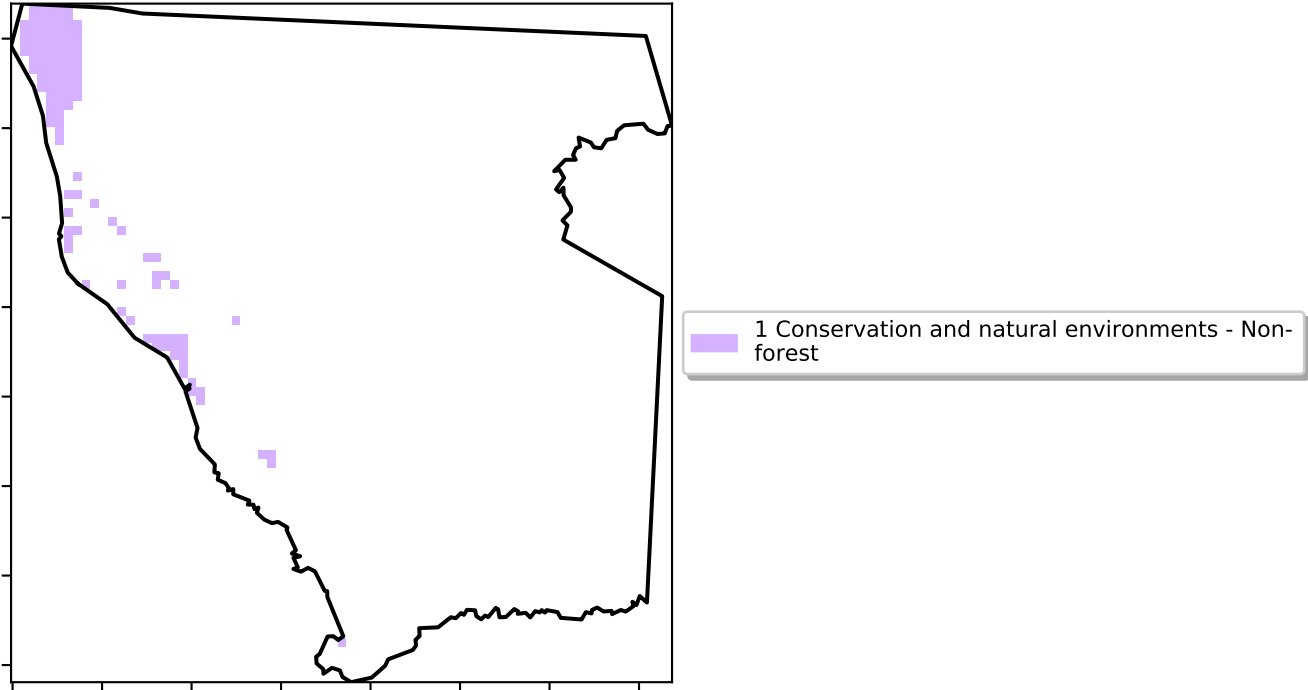 1 Conservation and natural environments - Non-
forest